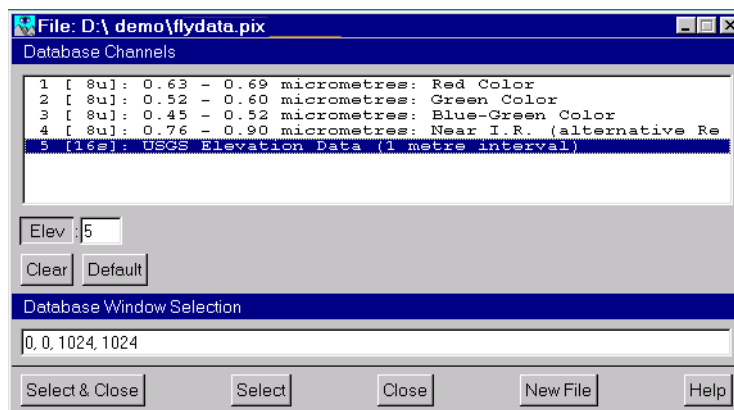 File: D:\ demo\flydata.pix
Database Channels
1 [ 8u]: 0.63 - 0.69 micrometres: Red Color
2 [ 8u]: 0.52 - 0.60 micrometres: Green Color
3 [ 8u]: 0.45 - 0.52 micrometres: Blue-Green Color
4 [ 8u]: 0.76 - 0.90 micrometres: Near I.R. (alternative Re
5 [16s]: USGS Elevation Data (1 metre interval)
Elev :5
Clear Default
Database Window Selection
0, 0, 1024, 1024
Select & Close Select Close New File Help